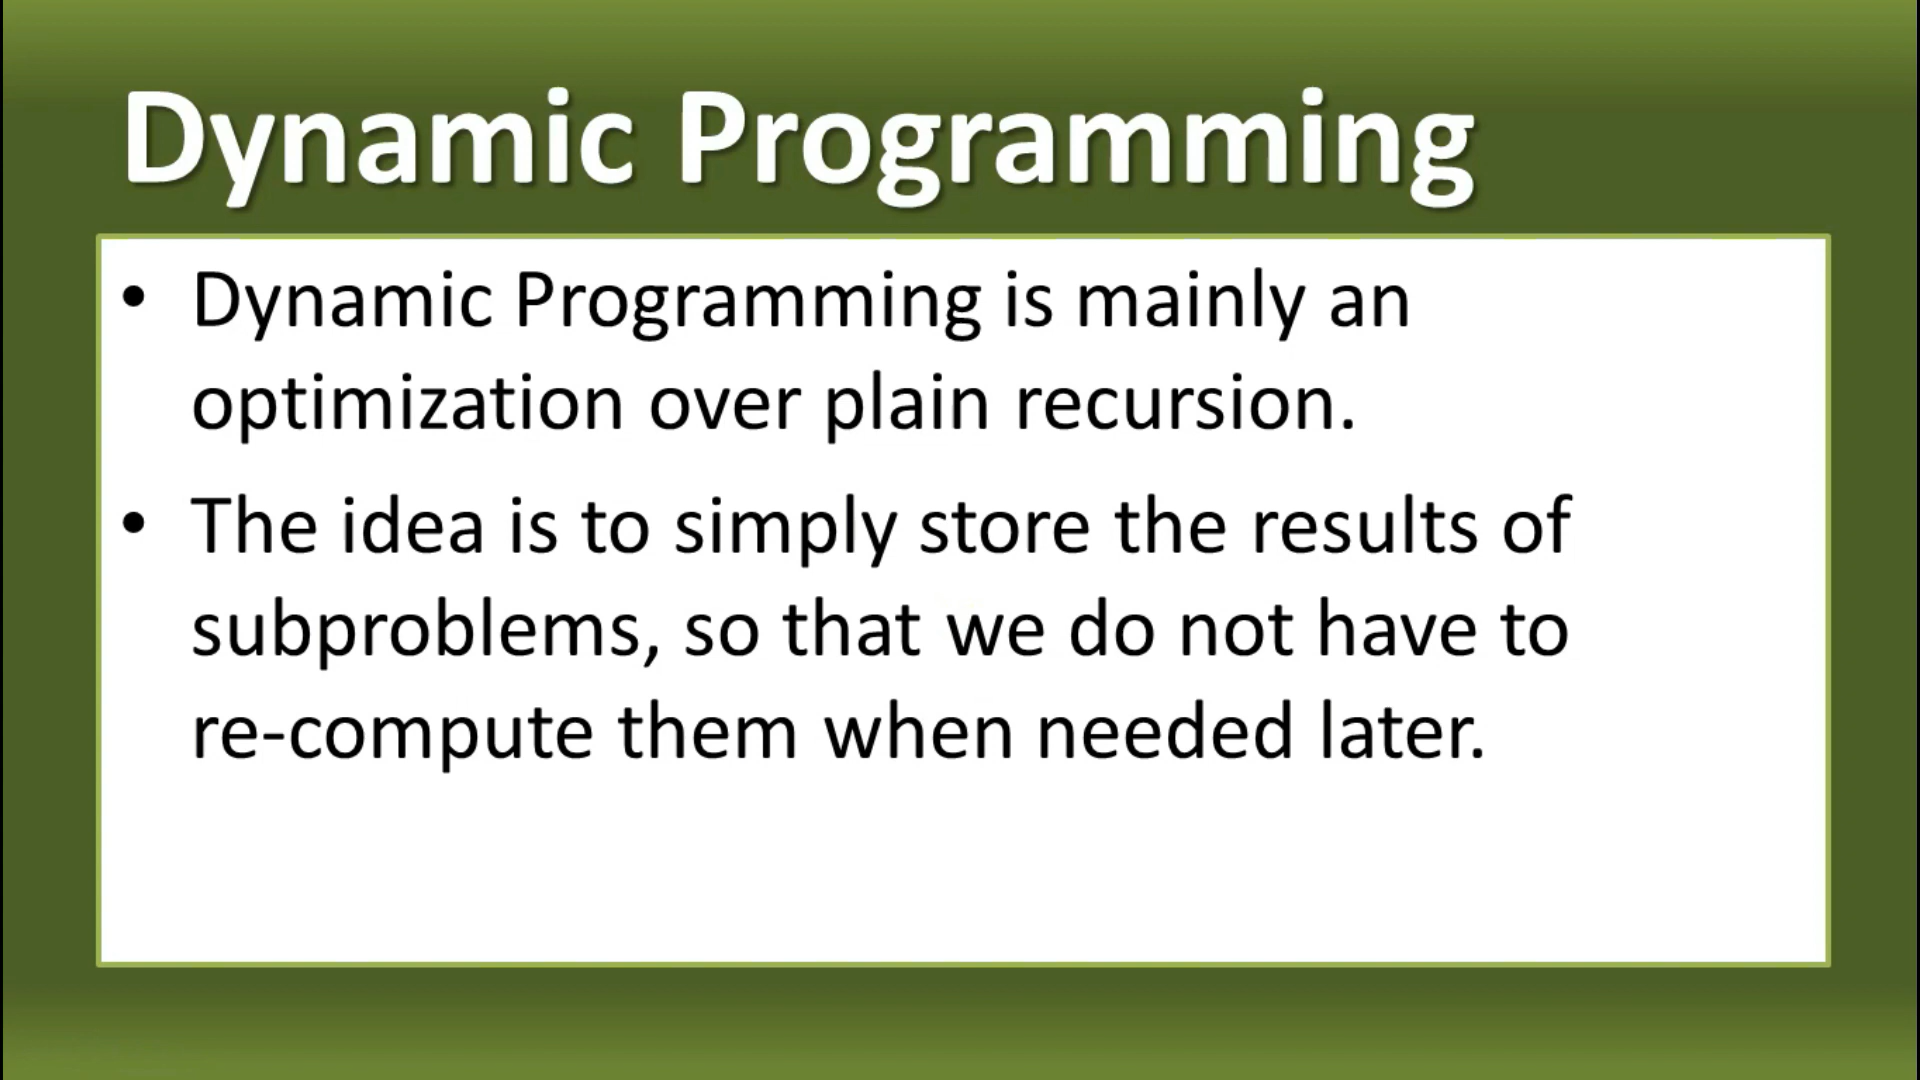 Dynamic Programming
• Dynamic Programming is mainly an
optimization over plain recursion.
• The idea is to simply store the results of
subproblems, so that we do not have to
re-compute them when needed later.